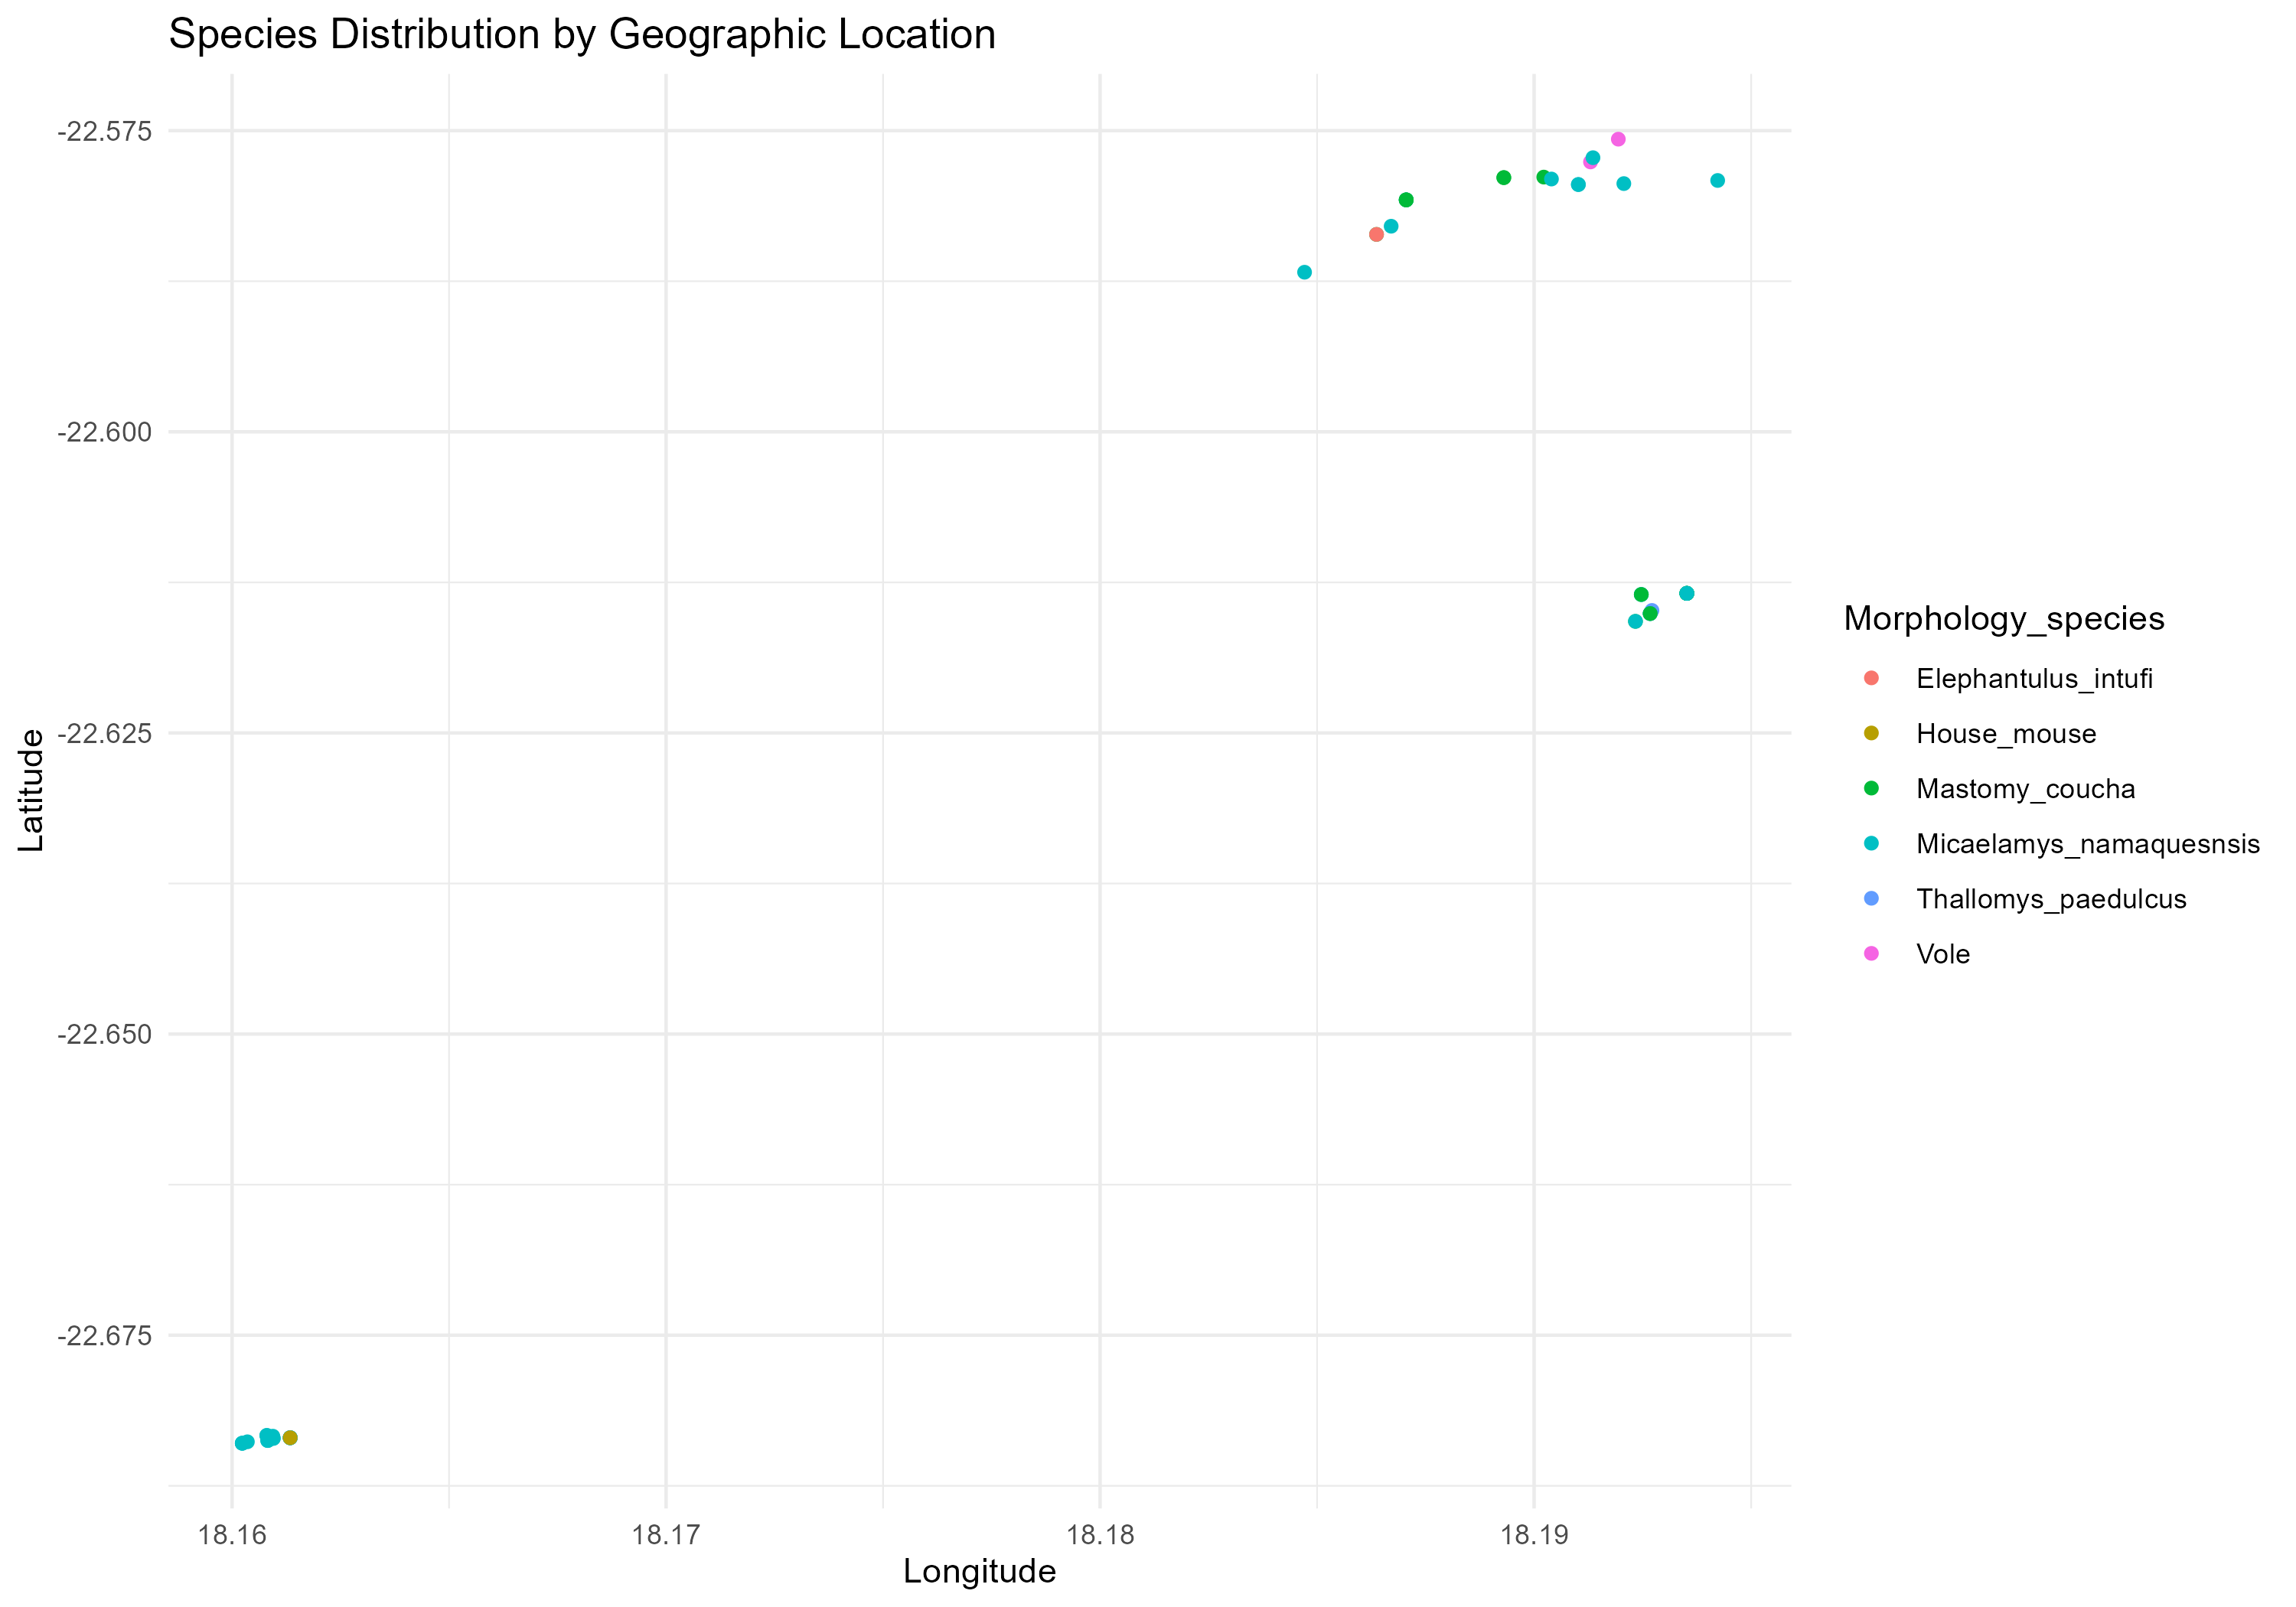 Species Distribution by Geographic Location
-22.575
-22.600
-22.625
-22.650
-22.675
Latitude
18.16
18.17
18.18
18.19
Longitude
Morphology_species
Elephantulus_intufi
House_mouse
Mastomy_coucha
Micaelamys_namaquesnsis
Thallomys_paedulcus
Vole